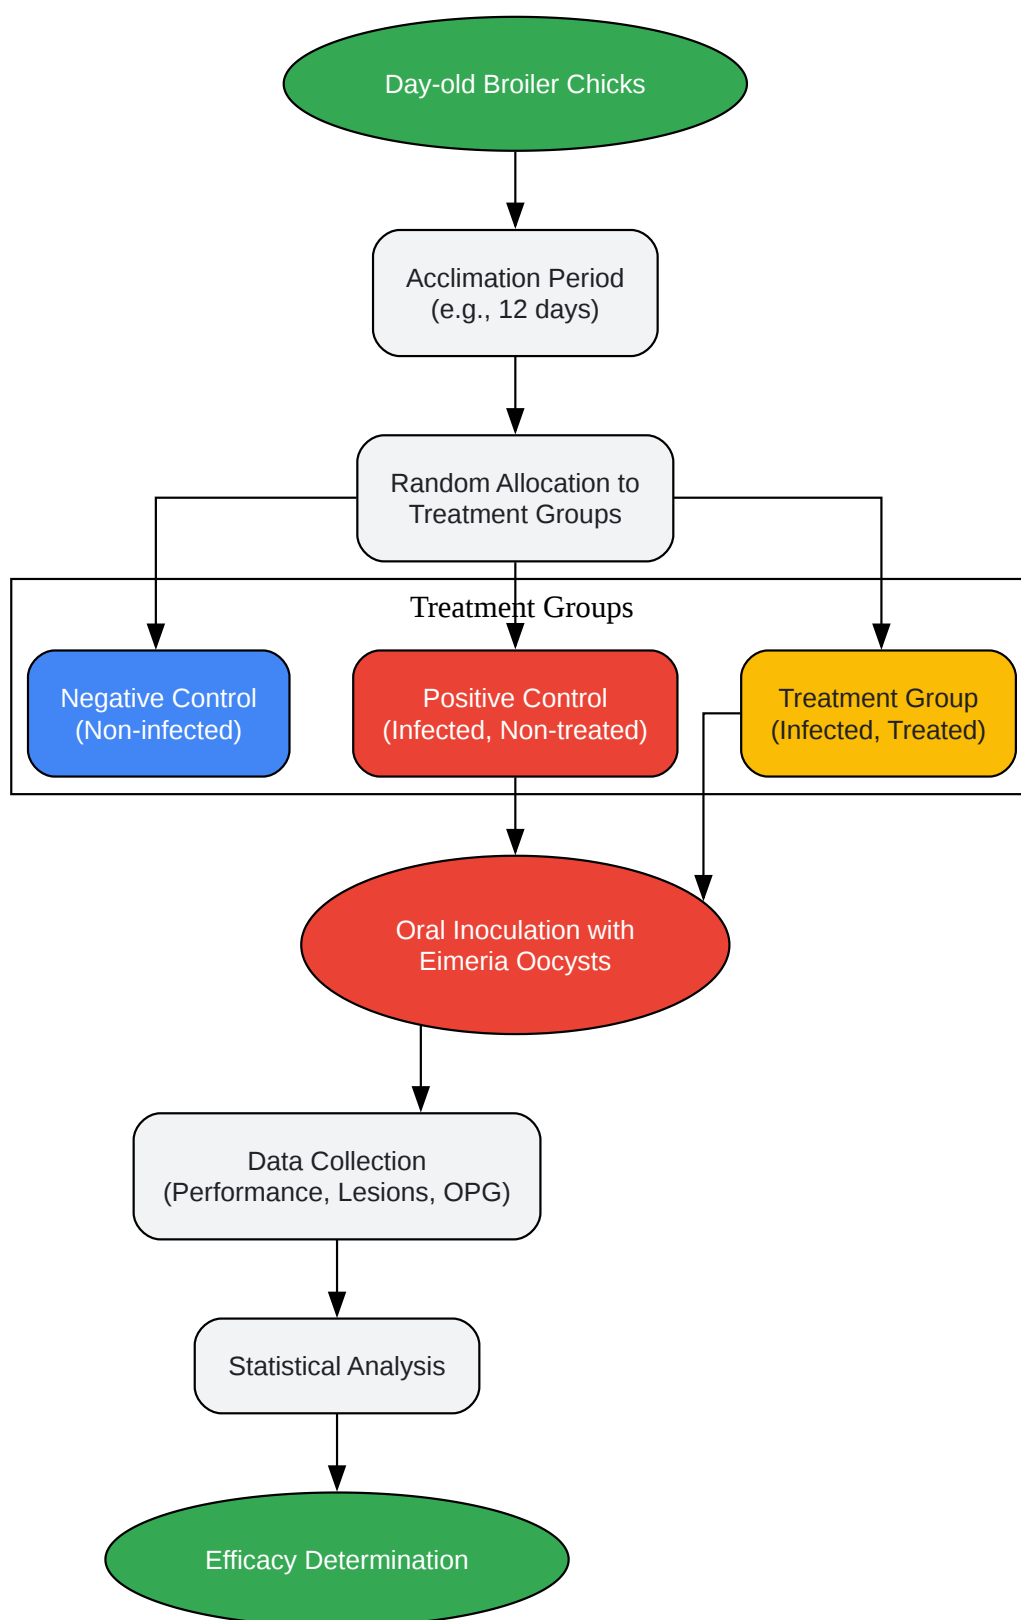 Day-old Broiler Chicks
Acclimation Period
(e.g., 12 days)
Random Allocation to
Treatment Groups
Treatment Groups
Negative Control
(Non-infected)
Positive Control
(Infected, Non-treated)
Treatment Group
(Infected, Treated)
Oral Inoculation with
Eimeria Oocysts
Data Collection
(Performance, Lesions, OPG)
Statistical Analysis
Efficacy Determination